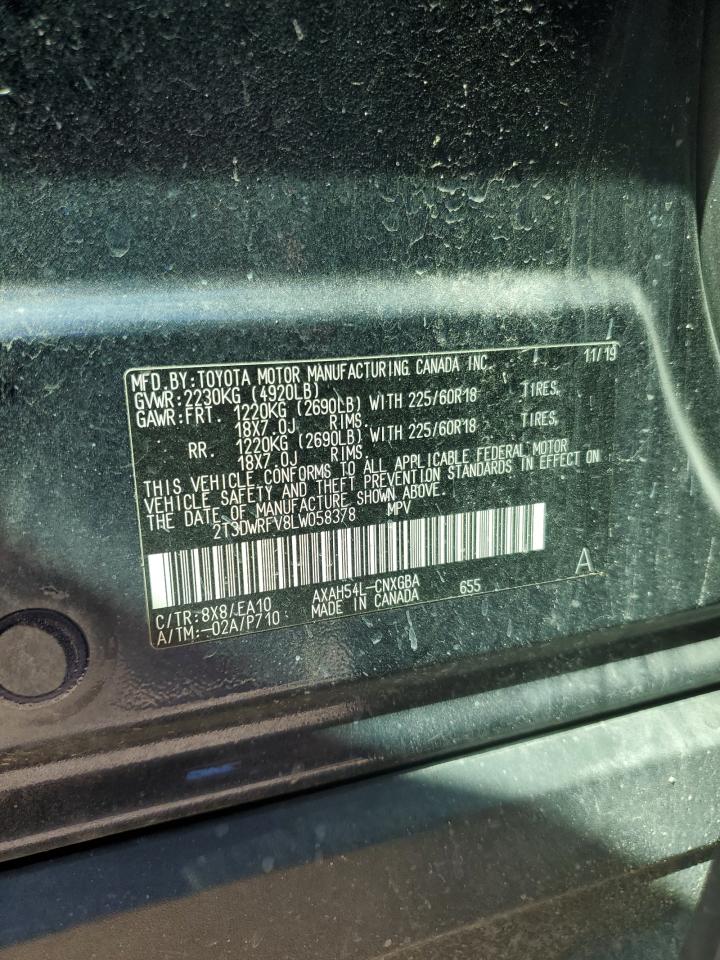 MFD.BY:TOYOTA MOTOR MANUFACTURING CANADA INC. 11/19
GVWR:2230KG (4920LB)
GAWR:FRT. 1220KG (2690LB) WITH 225/60R18 TIRES,
18X7.0J RIMS,
RR. 1220KG (2690LB) WITH 225/60R18 TIRES,
18X7.0J RIMS,
THIS VEHICLE CONFORMS TO ALL APPLICABLE FEDERAL MOTOR
VEHICLE SAFETY AND THEFT PREVENTION STANDARDS IN EFFECT ON
THE DATE OF MANUFACTURE SHOWN ABOVE.
2T3DWRFV8LW058378 MPV
A
C/TR:8X8/EA10 AXAH54L-CNXGBA 655
A/TM:-02A/P710 MADE IN CANADA